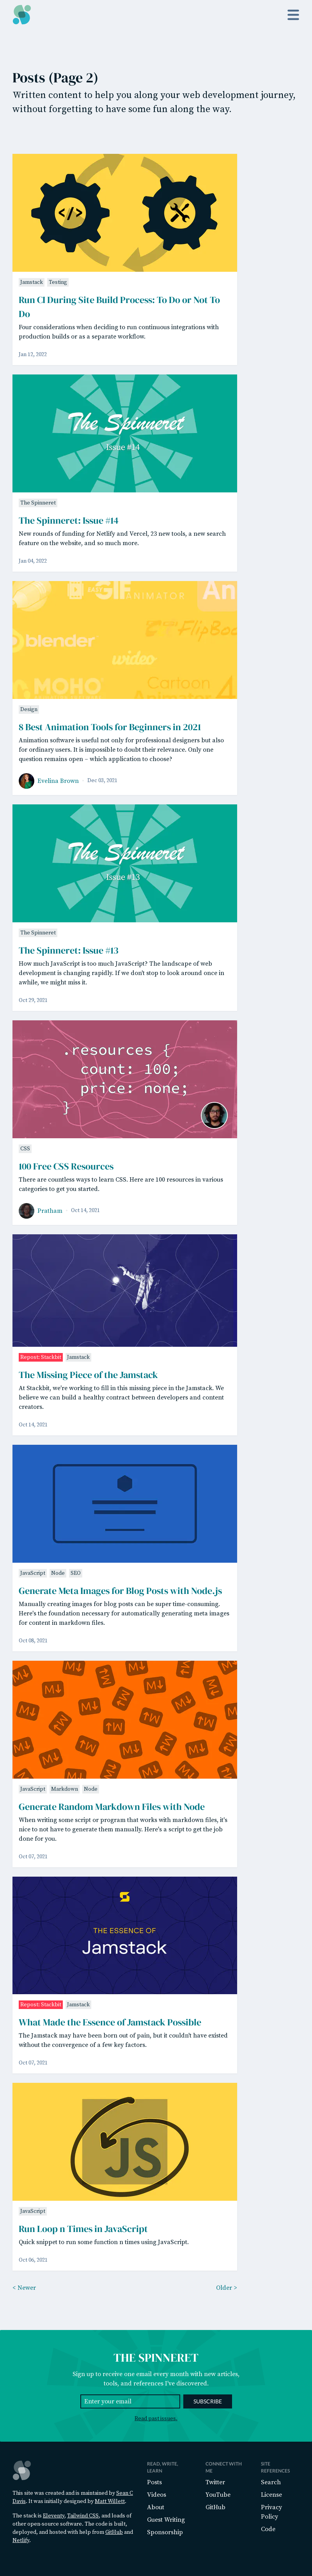 Posts (Page 2)
Written content to help you along your web development journey,
without forgetting to have some fun along the way.
Jamstack Testing
Run CI During Site Build Process: To Do or Not To
Do
Four considerations when deciding to run continuous integrations with
production builds or as a separate workflow.
Jan 12, 2022
The Spinneret
Issue #14
The Spinneret
The Spinneret: Issue #14
New rounds of funding for Netlify and Vercel, 23 new tools, a new search
feature on the website, and so much more.
Jan 04, 2022
GIF ANIMATOR An
blender FlipBoo
wideo
MOHO Cartoon 4
Design
8 Best Animation Tools for Beginners in 2021
Animation software is useful not only for professional designers but also
for ordinary users. It is impossible to doubt their relevance. Only one
question remains open – which application to choose?
Evelina Brown Dec 03, 2021
The Spinneret
Issue #13
The Spinneret
The Spinneret: Issue #13
How much JavaScript is too much JavaScript? The landscape of web
development is changing rapidly. If we don't stop to look around once in
awhile, we might miss it.
Oct 29, 2021
.resources {
count: 100;
price: none;
}
CSS
100 Free CSS Resources
There are countless ways to learn CSS. Here are 100 resources in various
categories to get you started.
Pratham Oct 14, 2021
Repost: Stackbit Jamstack
The Missing Piece of the Jamstack
At Stackbit, we're working to fill in this missing piece in the Jamstack. We
believe we can build a healthy contract between developers and content
creators.
Oct 14, 2021
JavaScript Node SEO
Generate Meta Images for Blog Posts with Node.js
Manually creating images for blog posts can be super time-consuming.
Here's the foundation necessary for automatically generating meta images
for content in markdown files.
Oct 08, 2021
JavaScript Markdown Node
Generate Random Markdown Files with Node
When writing some script or program that works with markdown files, it's
nice to not have to generate them manually. Here's a script to get the job
done for you.
Oct 07, 2021
THE ESSENCE OF
Jamstack
Repost: Stackbit Jamstack
What Made the Essence of Jamstack Possible
The Jamstack may have been born out of pain, but it couldn't have existed
without the convergence of a few key factors.
Oct 07, 2021
JS
JavaScript
Run Loop n Times in JavaScript
Quick snippet to run some function n times using JavaScript.
Oct 06, 2021
< Newer Older >
THE SPINNERET
Sign up to receive one email every month with new articles,
tools, and references I've discovered.
Enter your email SUBSCRIBE
Read past issues.
This site was created and is maintained by Sean C
Davis. It was initially designed by Matt Willett.
The stack is Eleventy, Tailwind CSS, and loads of
other open source software. The code is built,
deployed, and hosted with help from GitHub and
Netlify.
READ, WRITE,
LEARN
Posts
Videos
About
Guest Writing
Sponsorship
CONNECT WITH
ME
Twitter
YouTube
GitHub
SITE
REFERENCES
Search
License
Privacy
Policy
Code